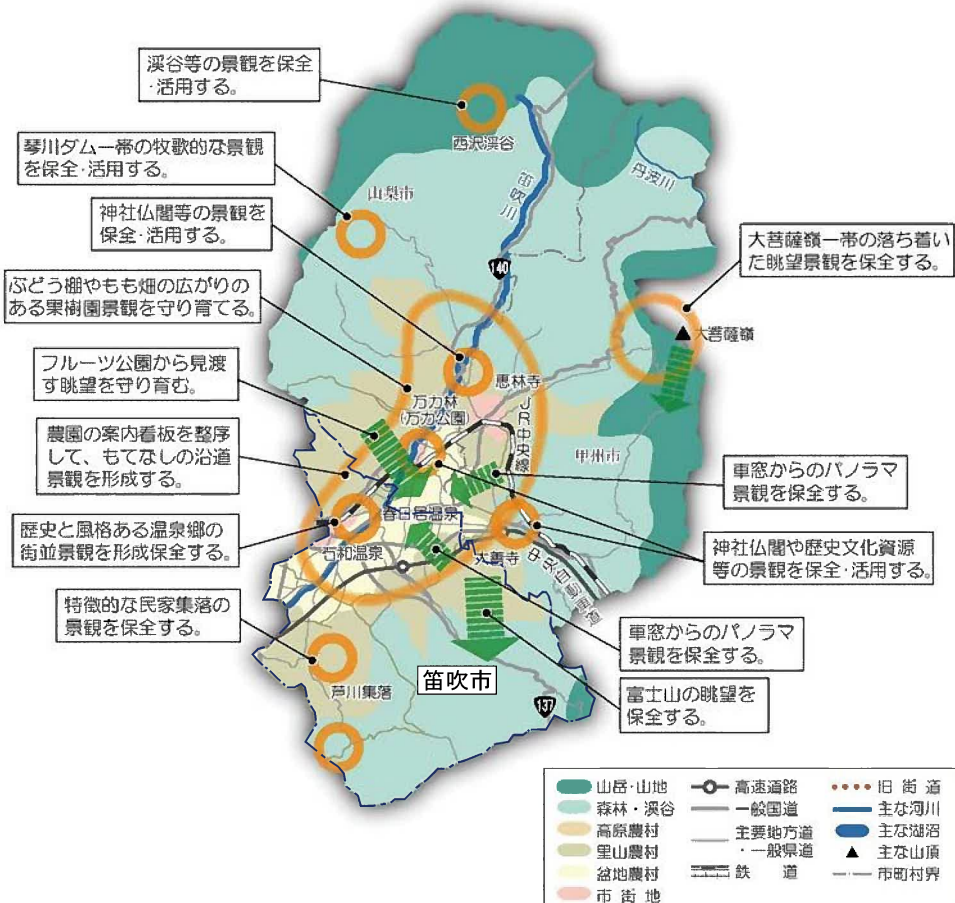 渓谷等の景観を保全
・活用する。
西沢渓谷
琴川ダム一帯の牧歌的な景観
を保全・活用する。
山梨市
笛吹川
丹波川
神社仏閣等の景観を
保全・活用する。
140
大菩薩嶺一帯の落ち着い
た眺望景観を保全する。
ぶどう棚やもも畑の広がりの
ある果樹園景観を守り育てる。
大菩薩嶺
フルーツ公園から見渡
す眺望を守り育む。
恵林寺
万力林
(万力公園)
JR中央線
農園の案内看板を整序
して、もてなしの沿道
景観を形成する。
甲州市
車窓からのパノラマ
景観を保全する。
歴史と風格ある温泉郷の
街並景観を形成保全する。
春日居温泉
石和温泉
大善寺
中央自動車道
神社仏閣や歴史文化資源
等の景観を保全・活用する。
特徴的な民家集落の
景観を保全する。
車窓からのパノラマ
景観を保全する。
芦川集落
笛吹市
137
富士山の眺望を
保全する。
山岳・山地
森林・渓谷
高原農村
里山農村
盆地農村
市街地
高速道路
一般国道
主要地方道
・一般県道
鉄道
旧街道
主な河川
主な湖沼
主な山頂
市町村界